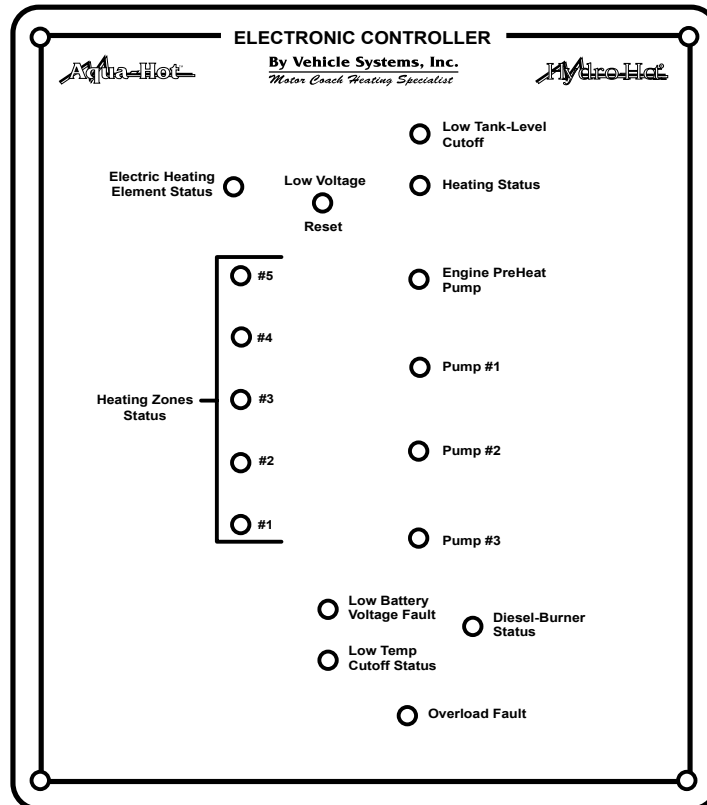 ELECTRONIC CONTROLLER
Aqua-Hot
By Vehicle Systems, Inc.
Motor Coach Heating Specialist
Hydro-Hot
Low Tank-Level
Cutoff
Electric Heating
Element Status
Low Voltage
Reset
Heating Status
#5
Engine PreHeat
Pump
#4
Pump #1
Heating Zones
Status
#3
#2
Pump #2
#1
Pump #3
Low Battery
Voltage Fault
Diesel-Burner
Status
Low Temp
Cutoff Status
Overload Fault